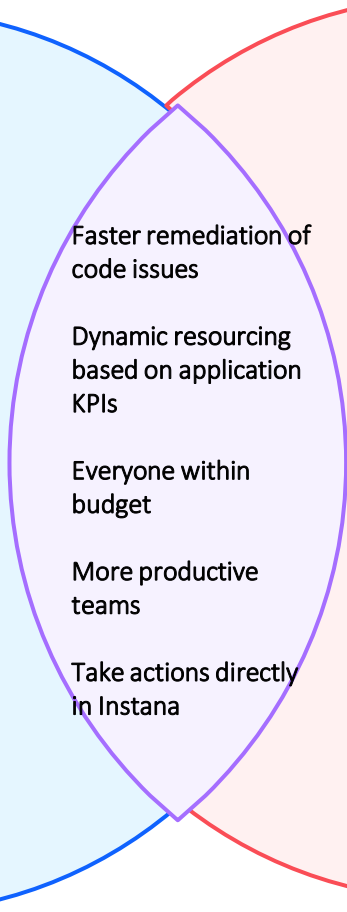 Faster remediation of
code issues
Dynamic resourcing
based on application
KPIs
Everyone within
budget
More productive
teams
Take actions directly
in Instana